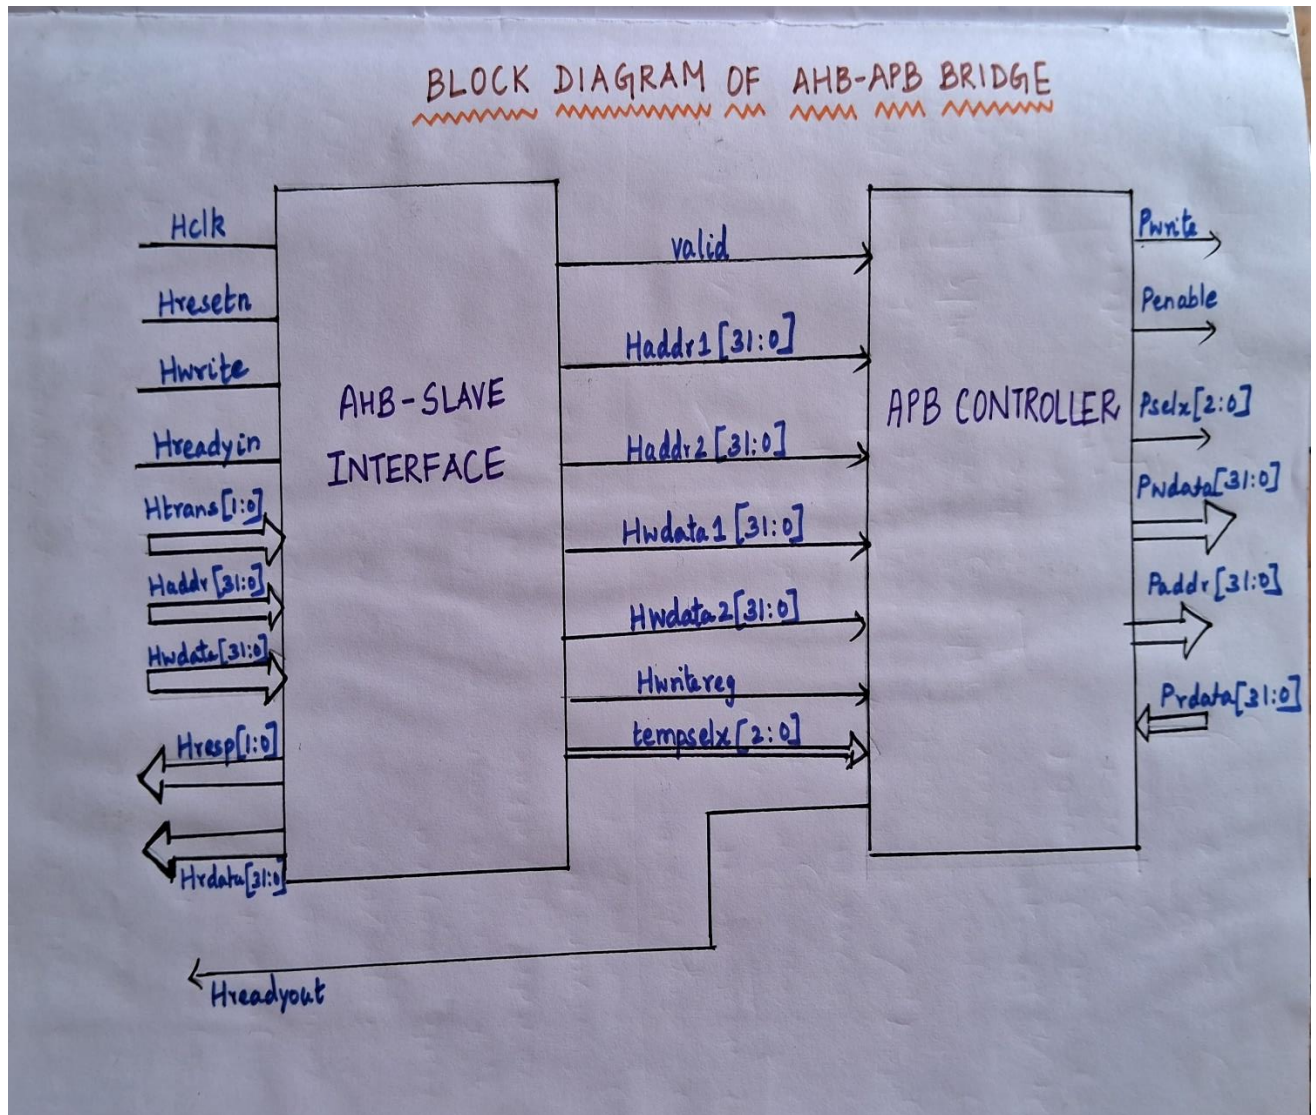 BLOCK DIAGRAM OF AHB-APB BRIDGE
Hclk
Hresetn
Hwrite
Hreadyin
Htrans[1:0]
Haddr[31:0]
Hwdata[31:0]
Hresp[1:0]
Hrdata[31:0]
AHB-SLAVE
INTERFACE
valid
Haddr1[31:0]
Haddr2[31:0]
Hwdata1[31:0]
Hwdata2[31:0]
Hwritereg
tempselx[2:0]
Hreadyout
APB CONTROLLER
Pwrite
Penable
Pselx[2:0]
Pwdata[31:0]
Paddr[31:0]
Prdata[31:0]